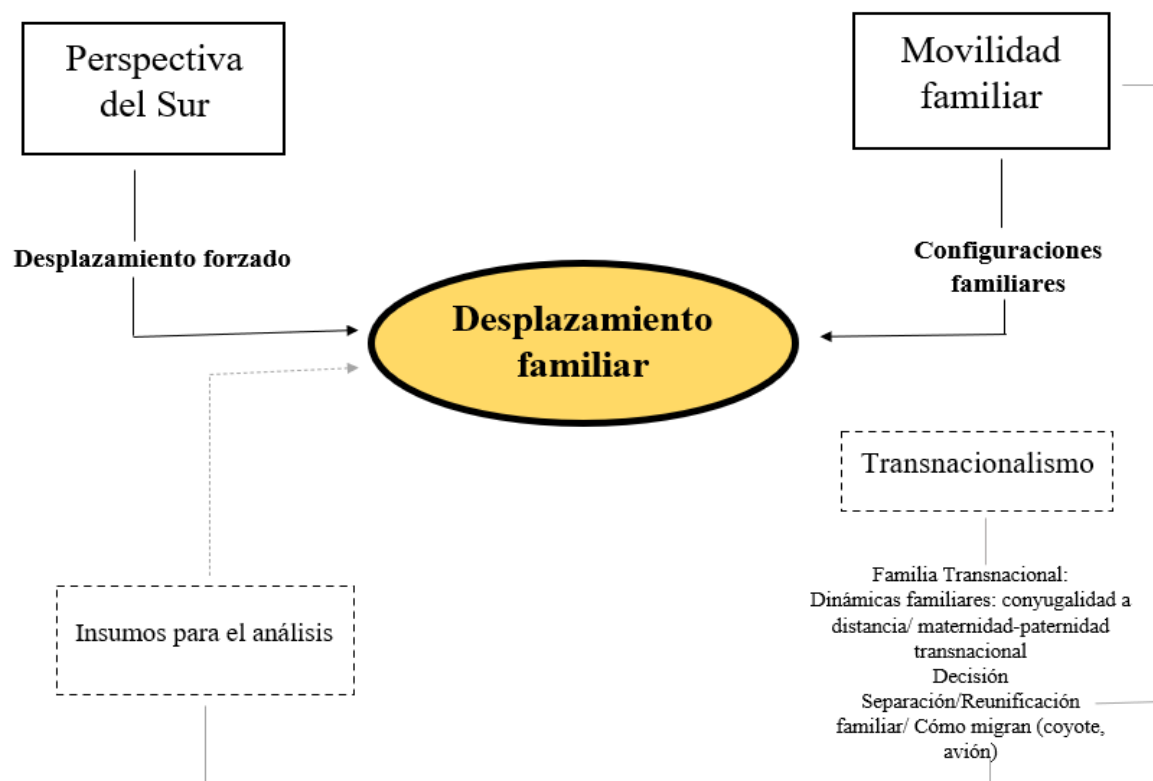 Perspectiva
del Sur
Movilidad
familiar
Desplazamiento forzado
Configuraciones
familiares
Desplazamiento
familiar
Transnacionalismo
Insumos para el análisis
Familia Transnacional:
Dinámicas familiares: conyugalidad a
distancia/ maternidad-paternidad
transnacional
Decisión
Separación/Reunificación
familiar/ Cómo migran (coyote,
avión)